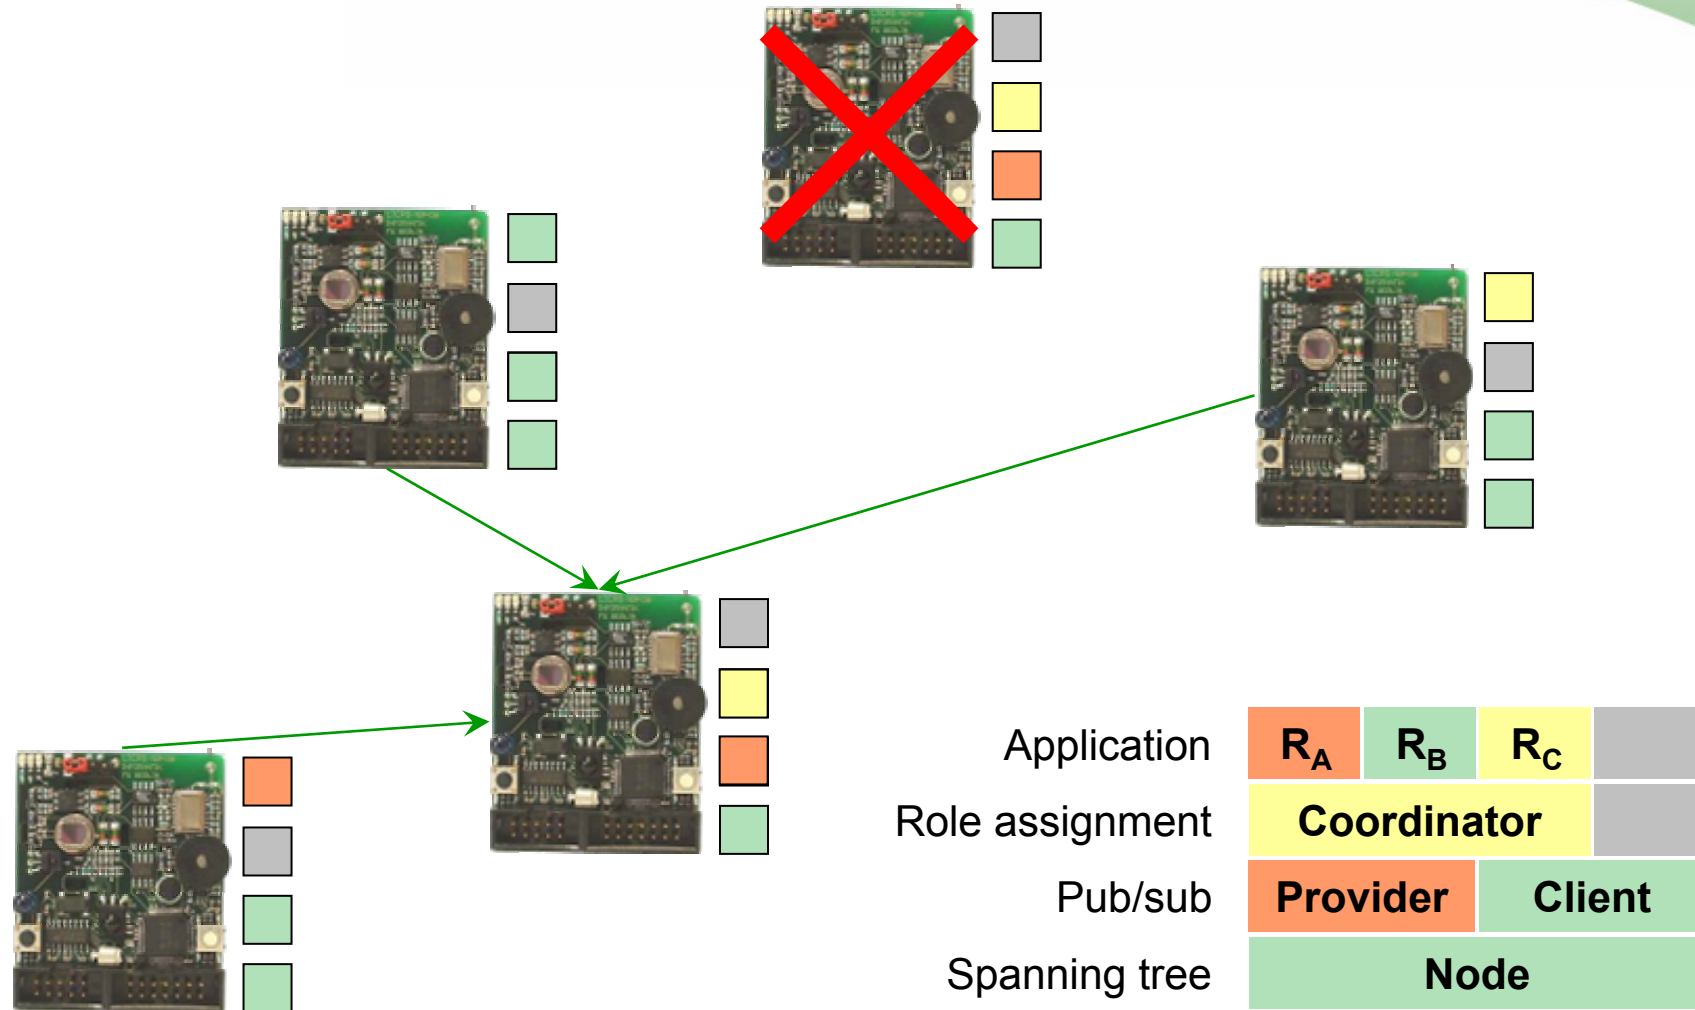 Application R_A R_B R_C
Role assignment Coordinator
Pub/sub Provider Client
Spanning tree Node